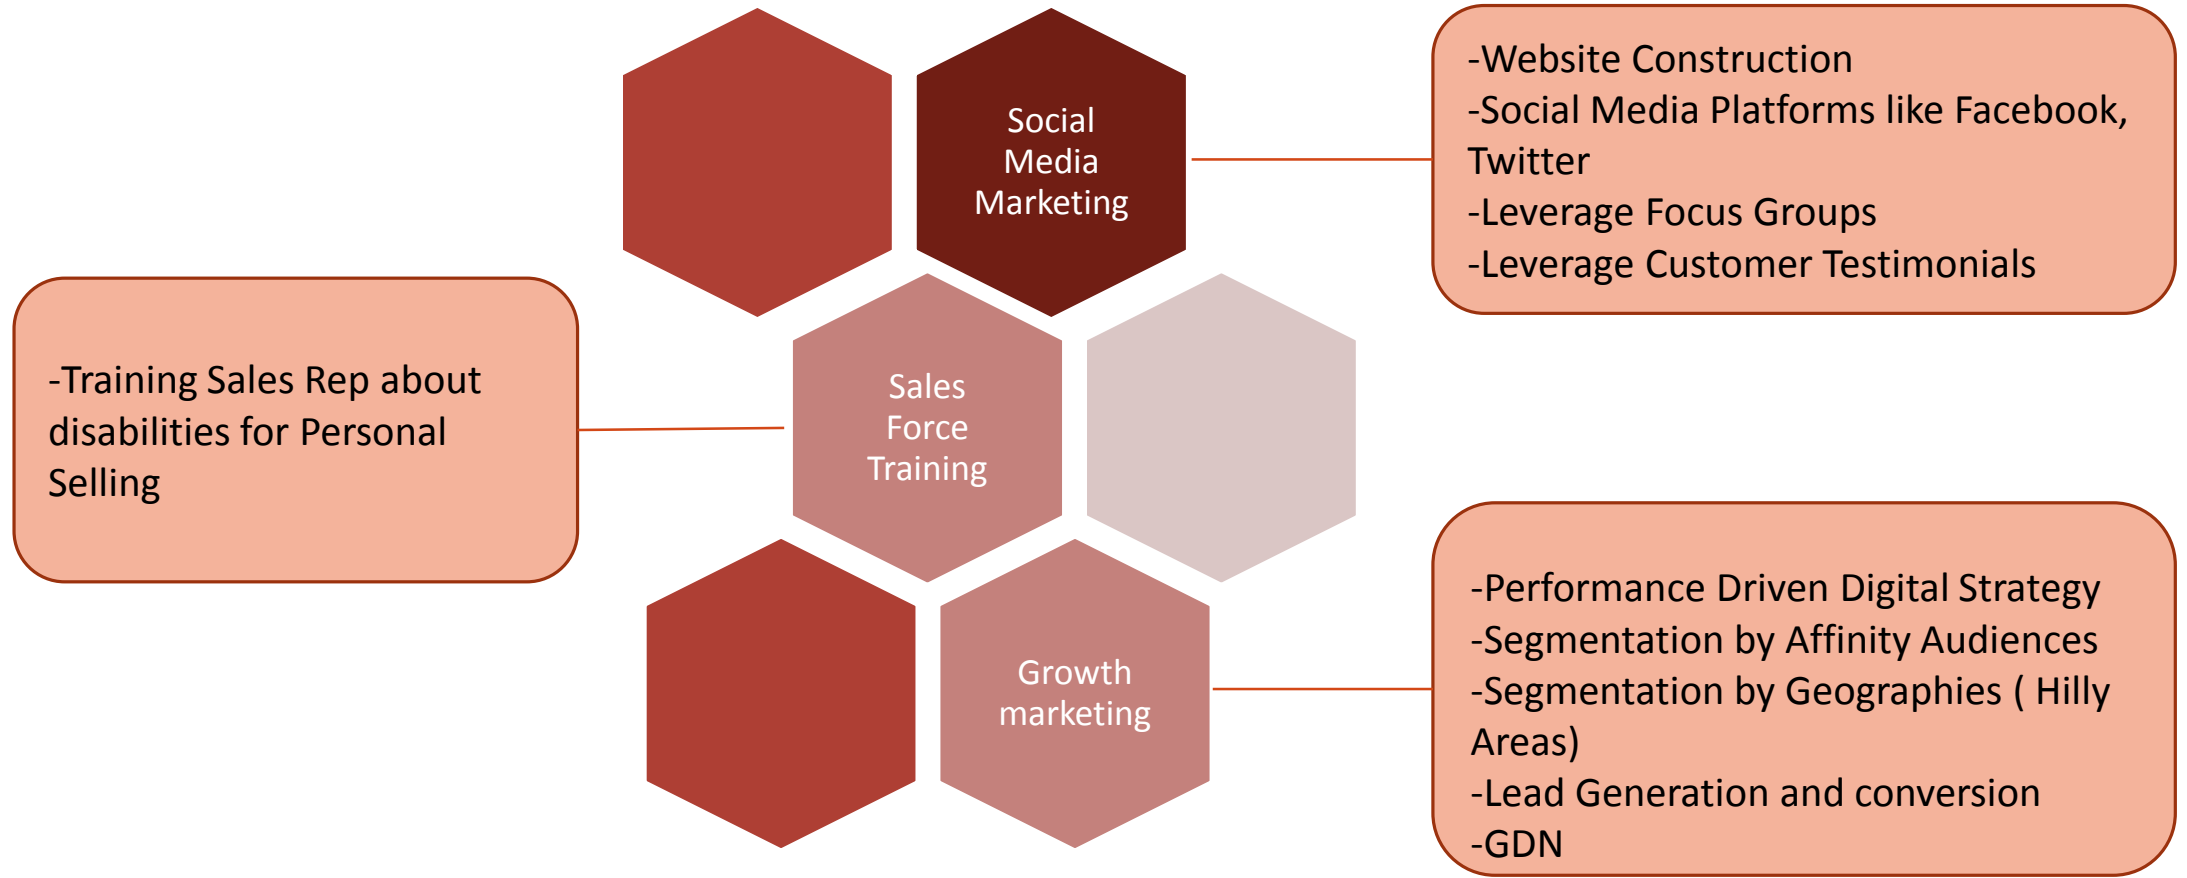 Social
Media
Marketing
-Website Construction
-Social Media Platforms like Facebook,
Twitter
-Leverage Focus Groups
-Leverage Customer Testimonials
-Training Sales Rep about
disabilities for Personal
Selling
Sales
Force
Training
Growth
marketing
-Performance Driven Digital Strategy
-Segmentation by Affinity Audiences
-Segmentation by Geographies ( Hilly
Areas)
-Lead Generation and conversion
-GDN